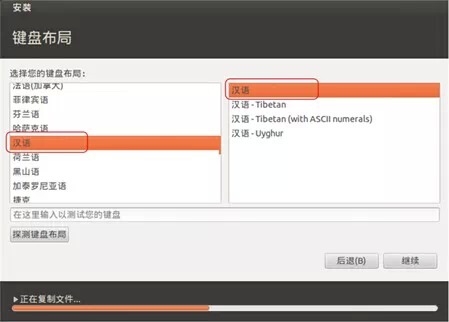 安装
键盘布局
选择您的键盘布局：
法语(加拿大)
菲律宾语
芬兰语
哈萨克语
汉语
荷兰语
黑山语
加泰罗尼亚语
捷克
汉语
汉语 - Tibetan
汉语 - Tibetan (with ASCII numerals)
汉语 - Uyghur
在这里输入以测试您的键盘
探测键盘布局
后退(B)
继续
正在复制文件...